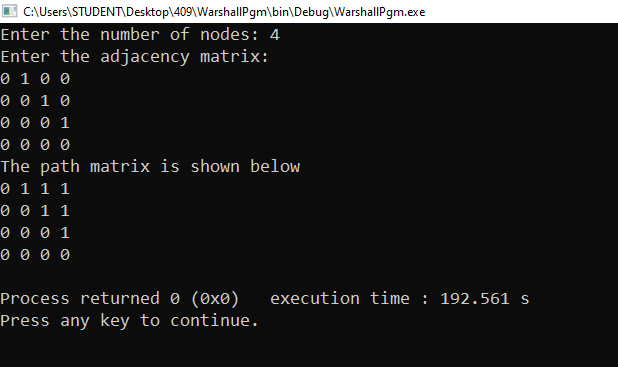 C:\Users\STUDENT\Desktop\409\WarshallPgm\bin\Debug\WarshallPgm.exe
Enter the number of nodes: 4
Enter the adjacency matrix:
0 1 0 0
0 0 1 0
0 0 0 1
0 0 0 0
The path matrix is shown below
0 1 1 1
0 0 1 1
0 0 0 1
0 0 0 0
Process returned 0 (0x0)   execution time : 192.561 s
Press any key to continue.